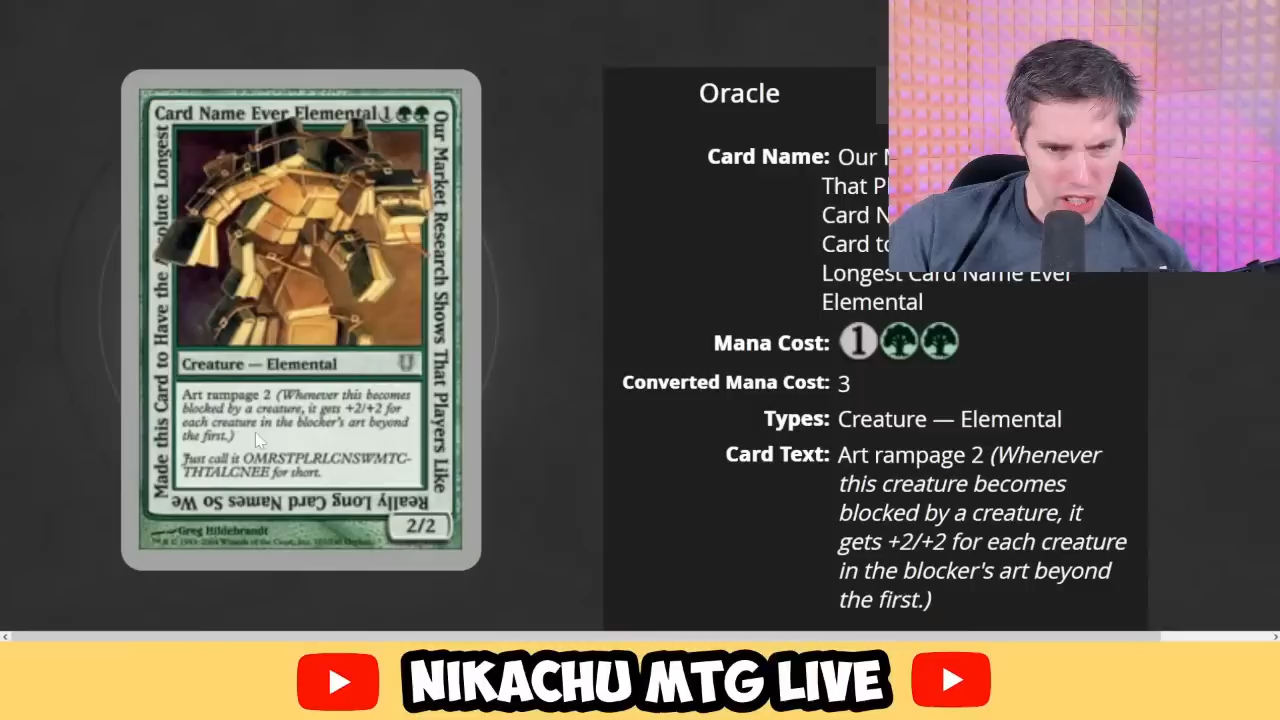 Card Name Ever Elemental 1
Our Market Research Shows That Players Like
Really Long Card Names So We
Made this Card to Have the Absolute Longest
Creature — Elemental
Art rampage 2 (Whenever this becomes
blocked by a creature, it gets +2/+2 for
each creature in the blocker's art beyond
the first.)
Just call it OMRSTPLRLCNSWMTC-
THTALCNEE for short.
Greg Hildebrandt
2/2
Oracle
Card Name: Our
That
Card
Card
Longest Card Name Ever
Elemental
Mana Cost: 1
Converted Mana Cost: 3
Types: Creature — Elemental
Card Text: Art rampage 2 (Whenever
this creature becomes
blocked by a creature, it
gets +2/+2 for each creature
in the blocker's art beyond
the first.)
NIKACHU MTG LIVE